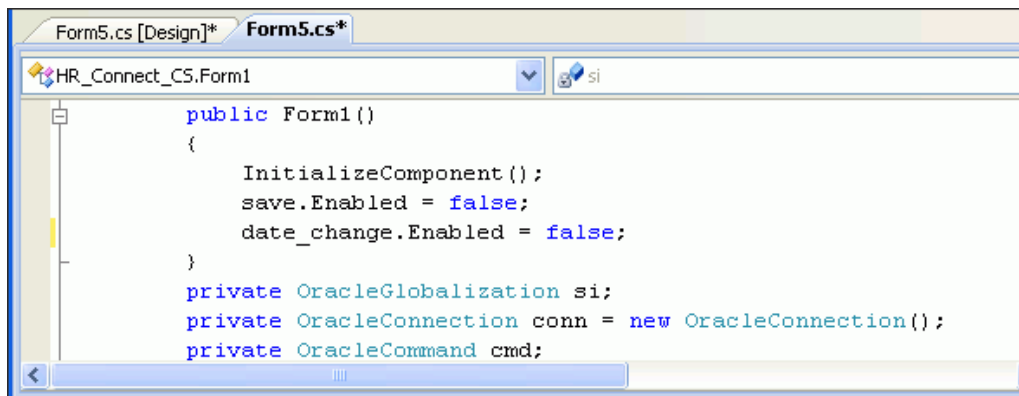 Form5.cs [Design]* Form5.cs*
HR_Connect_CS.Form1 si
public Form1()
{
InitializeComponent();
save.Enabled = false;
date_change.Enabled = false;
}
private OracleGlobalization si;
private OracleConnection conn = new OracleConnection();
private OracleCommand cmd;